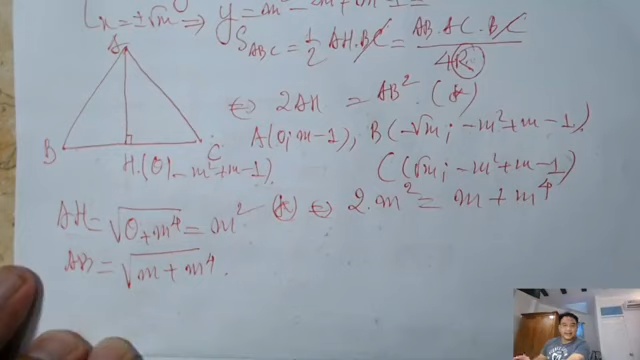 x = ±√m ⇒ y = m² - 2m² + m - 1 =
S_ABC = 1/2 AH.BC = AB.AC.BC / 4R
A
⇔ 2AH = AB² (*)
A(0; m-1), B(-√m; -m²+m-1)
B
C
H.(0; -m²+m-1)
C(√m; -m²+m-1)
AH = √0+m⁴ = m²
(*) ⇔ 2.m² = m + m⁴
AB = √m+m⁴.